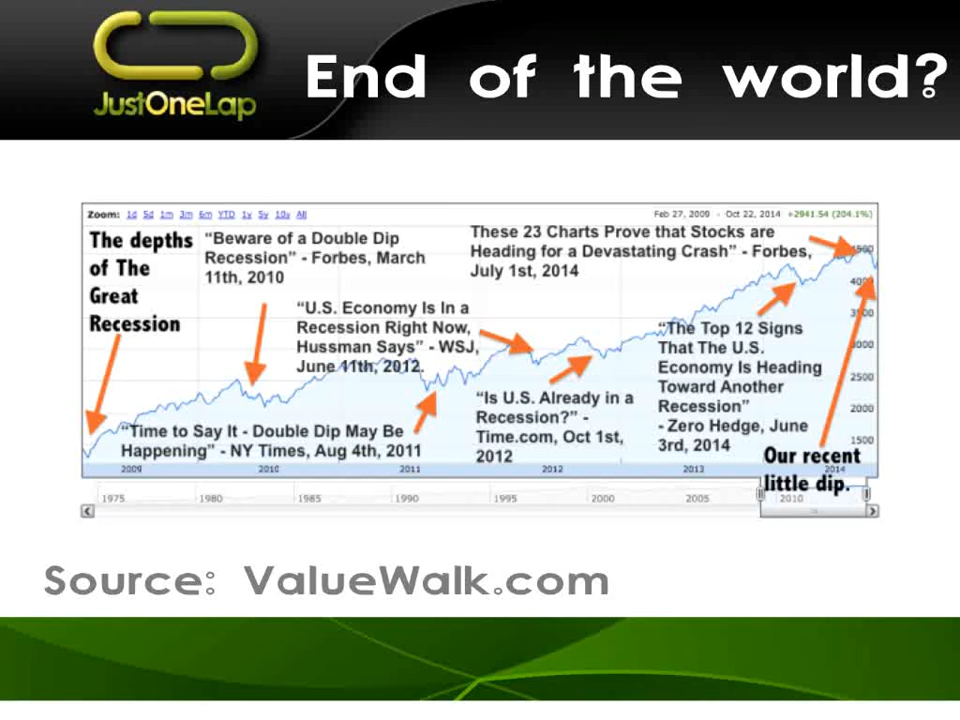 JustOneLap
End of the world?
Zoom: 1d 5d 1m 3m 6m YTD 1y 5y 10y All
Feb 27, 2009 - Oct 22, 2014 +2941.54 (204.1%)
The depths
of The
Great
Recession
“Beware of a Double Dip
Recession” - Forbes, March
11th, 2010
These 23 Charts Prove that Stocks are
Heading for a Devastating Crash” - Forbes,
July 1st, 2014
“U.S. Economy Is In a
Recession Right Now,
Hussman Says” - WSJ,
June 11th, 2012.
“The Top 12 Signs
That The U.S.
Economy Is Heading
Toward Another
Recession”
- Zero Hedge, June
3rd, 2014
“Is U.S. Already in a
Recession?” -
Time.com, Oct 1st,
2012
“Time to Say It - Double Dip May Be
Happening” - NY Times, Aug 4th, 2011
Our recent
little dip.
3500
3000
2500
2000
1500
2009 2010 2011 2012 2013 2014
1975 1980 1985 1990 1995 2000 2005 2010
Source: ValueWalk.com